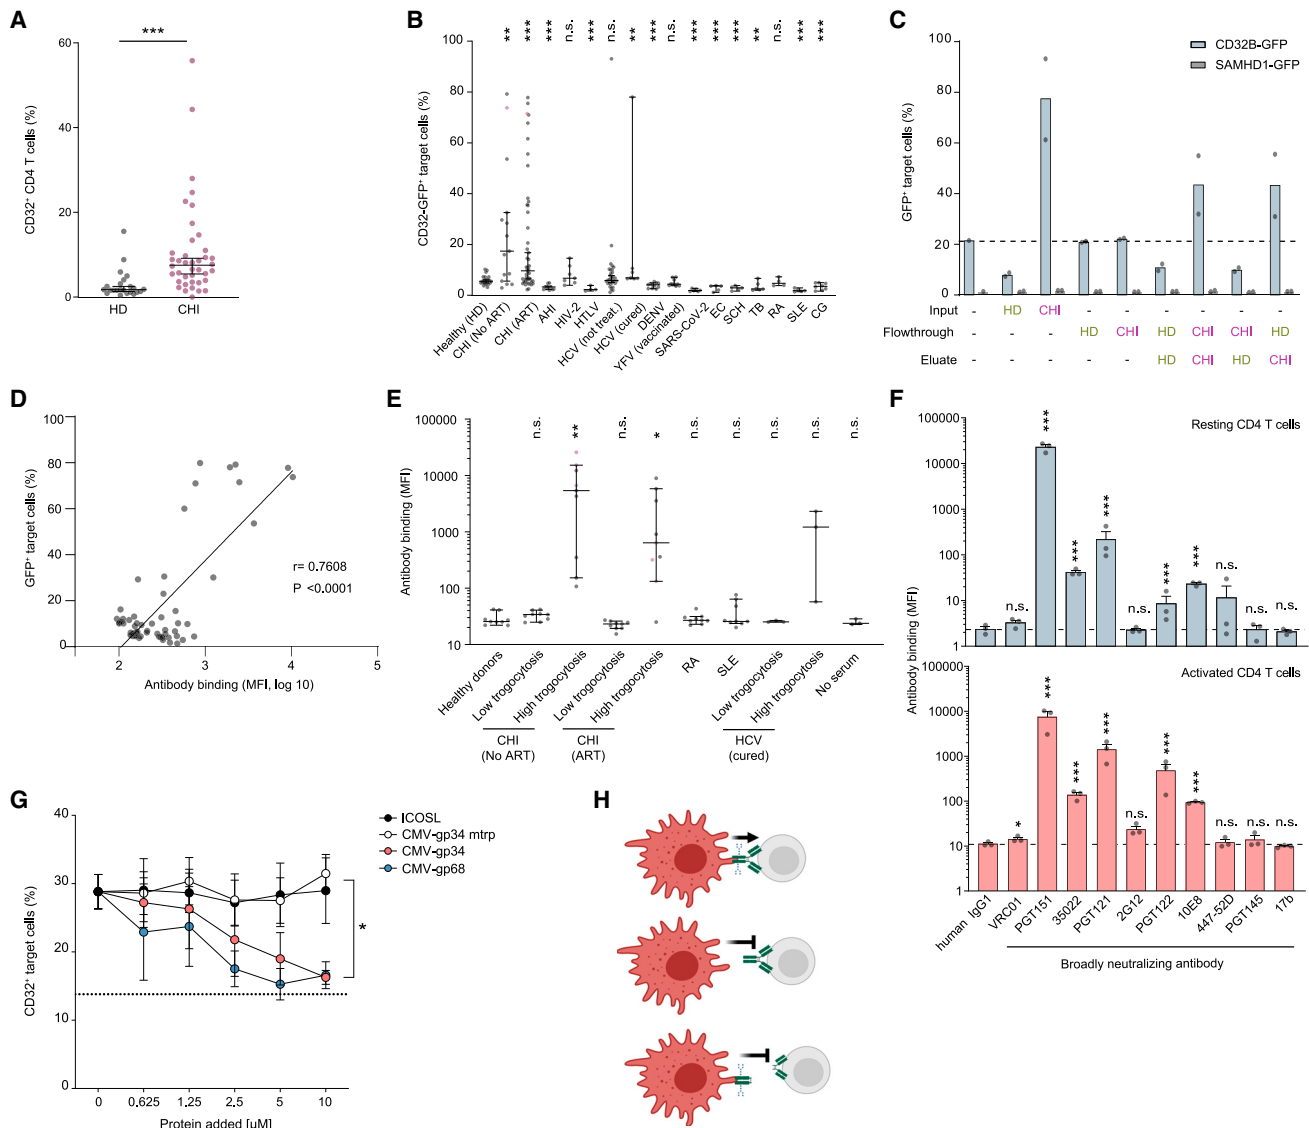 A
***
CD32+ CD4 T cells (%)
60
40
20
0
HD
CHI
B
** *** *** n.s. *** n.s. ** *** n.s. *** *** *** ** n.s. *** ***
CD32-GFP+ target cells (%)
100
80
60
40
20
0
Healthy (HD)
CHI (No ART)
CHI (ART)
AHI
HIV-2
HTLV
HCV (not treat.)
HCV (cured)
DENV
YFV (vaccinated)
SARS-CoV-2
EC
SCH
TB
RA
SLE
CG
C
CD32B-GFP
SAMHD1-GFP
GFP+ target cells (%)
100
80
60
40
20
0
Input - HD CHI - - - - - -
Flowthrough - - - HD CHI HD CHI CHI HD
Eluate - - - - - HD CHI HD CHI
D
GFP+ target cells (%)
100
80
60
40
20
0
r= 0.7608
P <0.0001
2 3 4 5
Antibody binding (MFI, log 10)
E
n.s. ** n.s. * n.s. n.s. n.s. n.s.
Antibody binding (MFI)
100000
10000
1000
100
10
Healthy donors
Low trogocytosis
High trogocytosis
Low trogocytosis
High trogocytosis
RA
SLE
Low trogocytosis
High trogocytosis
No serum
CHI
(No ART)
CHI
(ART)
HCV
(cured)
F
Resting CD4 T cells
Antibody binding (MFI)
100000
10000
1000
100
10
1
n.s. *** *** *** n.s. *** *** n.s. n.s. n.s.
Activated CD4 T cells
100000
10000
1000
100
10
1
* *** *** *** n.s. *** *** n.s. n.s. n.s.
human IgG1
VRC01
PGT151
35022
PGT121
2G12
PGT122
10E8
447-52D
PGT145
17b
Broadly neutralizing antibody
G
ICOSL
CMV-gp34 mtrp
CMV-gp34
CMV-gp68
CD32+ target cells (%)
40
30
20
10
0
*
0 0.625 1.25 2.5 5 10
Protein added [uM]
H